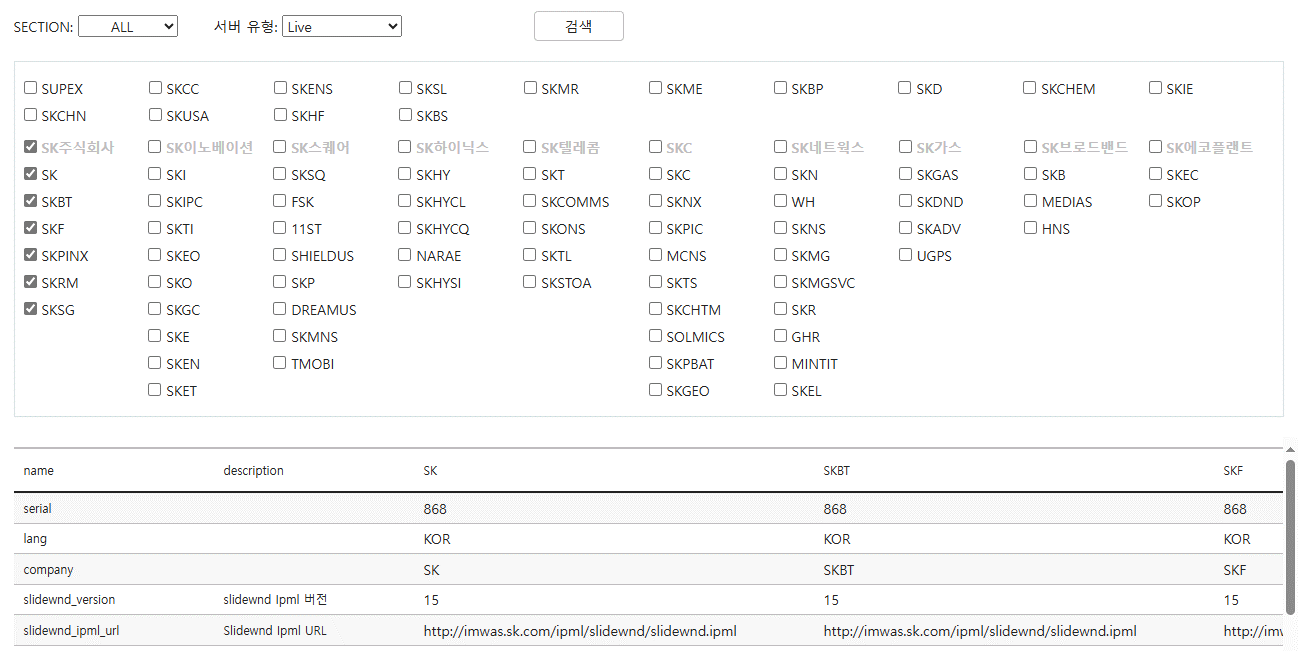 SECTION: ALL 서버 유형: Live 검색
SUPEX SKCC SKENS SKSL SKMR SKME SKBP SKD SKCHEM SKIE
SKCHN SKUSA SKHF SKBS
SK주식회사 SK이노베이션 SK스퀘어 SK하이닉스 SK텔레콤 SKC SK네트웍스 SK가스 SK브로드밴드 SK에코플랜트
SK SKI SKSQ SKHY SKT SKC SKN SKGAS SKB SKEC
SKBT SKIPC FSK SKHYCL SKCOMMS SKNX WH SKDND MEDIAS SKOP
SKF SKTI 11ST SKHYCQ SKONS SKPIC SKNS SKADV HNS
SKPINX SKEO SHIELDUS NARAE SKTL MCNS SKMG UGPS
SKRM SKO SKP SKHYSI SKSTOA SKTS SKMGSVC
SKSG SKGC DREAMUS SKCHTM SKR
SKE SKMNS SOLMICS GHR
SKEN TMOBI SKPBAT MINTIT
SKET SKGEO SKEL
name description SK SKBT SKF
serial 868 868 868
lang KOR KOR KOR
company SK SKBT SKF
slidewnd_version slidewnd Ipml 버전 15 15 15
slidewnd_ipml_url Slidewnd Ipml URL http://imwas.sk.com/ipml/slidewnd/slidewnd.ipml http://imwas.sk.com/ipml/slidewnd/slidewnd.ipml http://im